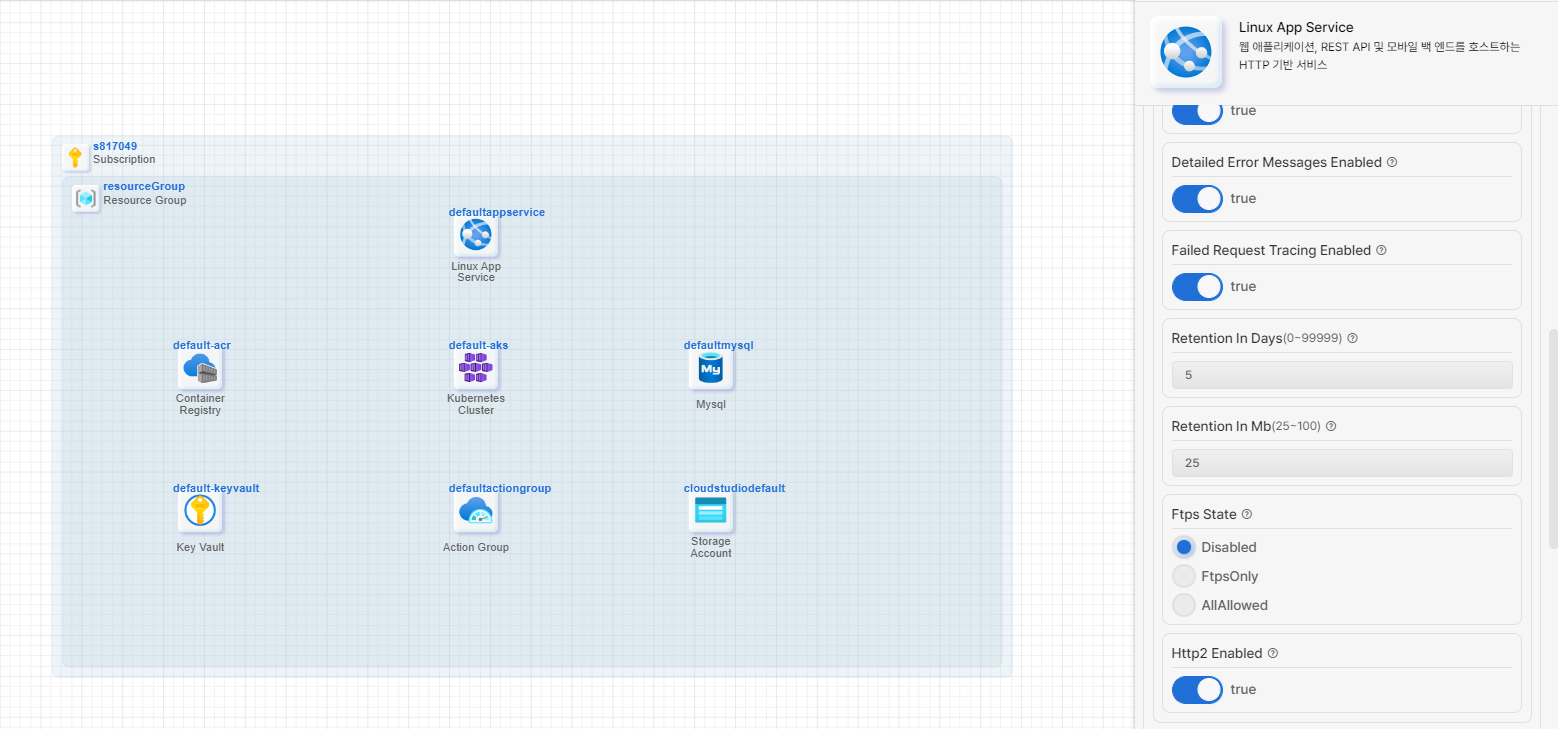 s817049
Subscription
resourceGroup
Resource Group
defaultappservice
Linux App
Service
default-acr
Container
Registry
default-aks
Kubernetes
Cluster
defaultmysql
My
Mysql
default-keyvault
Key Vault
defaultactiongroup
Action Group
cloudstudiodefault
Storage
Account
Linux App Service
웹 애플리케이션, REST API 및 모바일 백 엔드를 호스트하는
HTTP 기반 서비스
true
Detailed Error Messages Enabled ?
true
Failed Request Tracing Enabled ?
true
Retention In Days(0~99999) ?
5
Retention In Mb(25~100) ?
25
Ftps State ?
Disabled
FtpsOnly
AllAllowed
Http2 Enabled ?
true